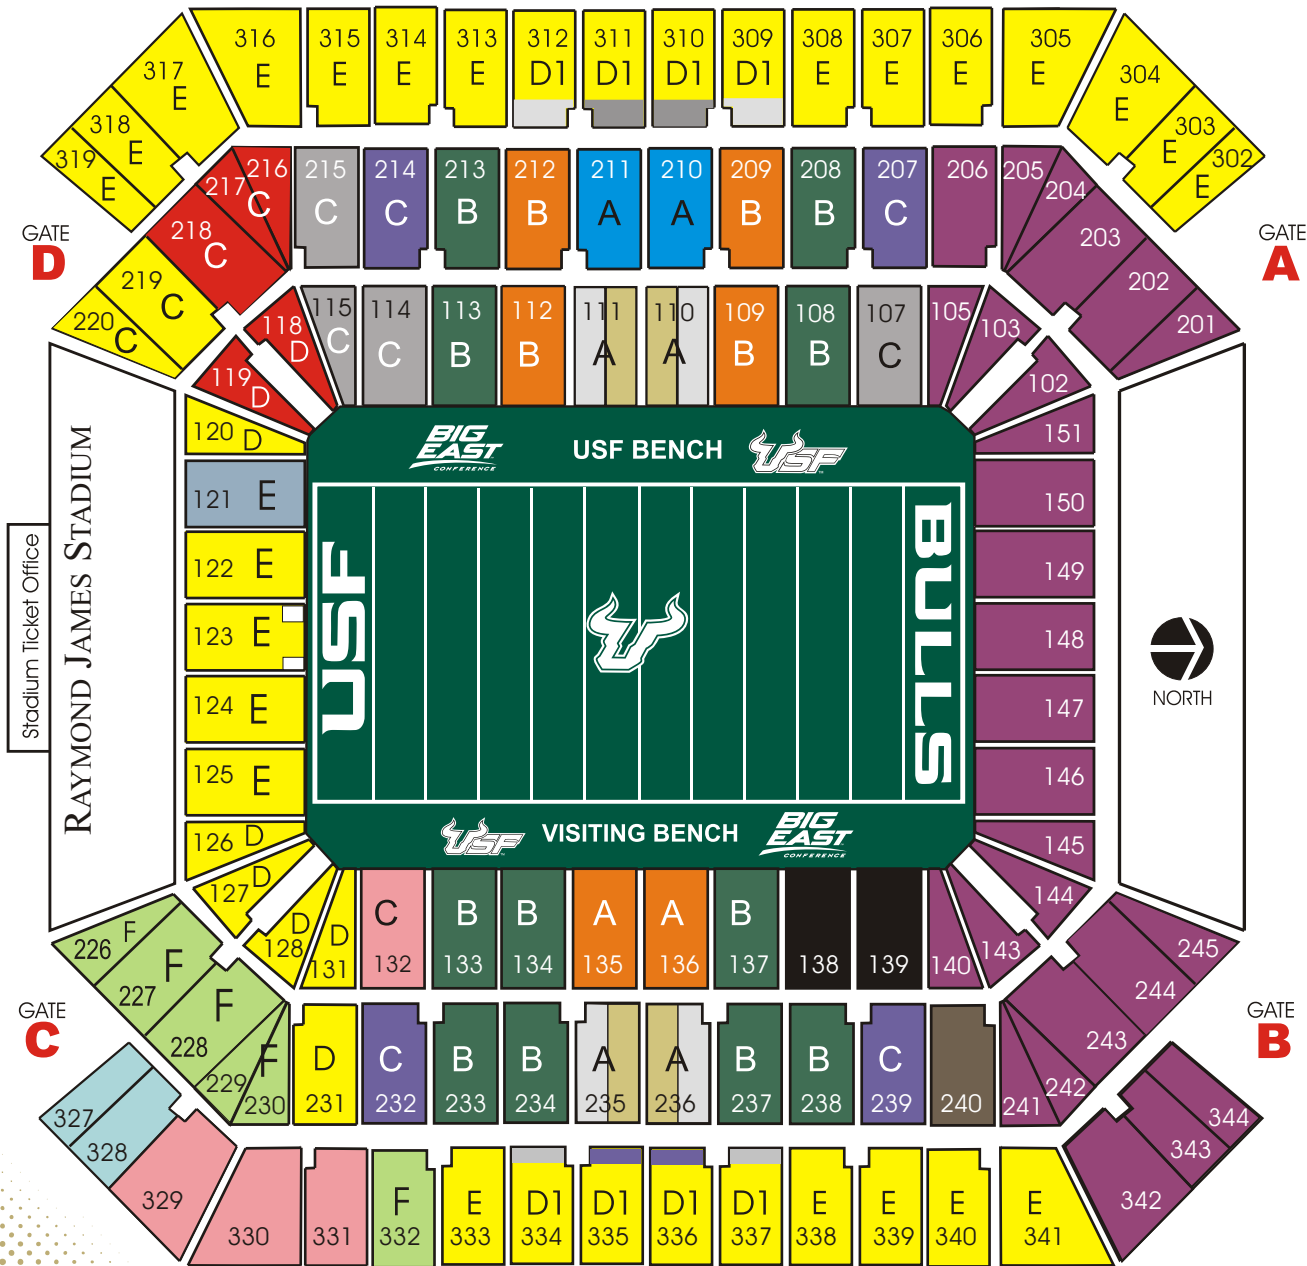 316 315 314 313 312 311 310 309 308 307 306 305
E E E E D1 D1 D1 D1 E E E E
317 E
318 E
319 E
304 E
303 E
302 E
216 C
217
218 C
219 C
220 C
215 214 213 212 211 210 209 208 207 206 205
C C B B A A B B C
204
203
202
201
GATE
D
GATE
A
118 D
119 D
115 114 113 112 111 110 109 108 107 105
C C B B A A B B C
103
102
120 D
121 E
122 E
123 E
124 E
125 E
126 D
127 D
128 D
151
150
149
148
147
146
145
144
143
BIG
EAST
CONFERENCE
USF BENCH
USF
USF
BULLS
USF
VISITING BENCH
BIG
EAST
CONFERENCE
RAYMOND JAMES STADIUM
Stadium Ticket Office
NORTH
D C B B A A B
131 132 133 134 135 136 137 138 139 140
226 F
227 F
228 F
229
230 F
D C B B A A B B C
231 232 233 234 235 236 237 238 239 240 241
242
243
244
245
GATE
C
GATE
B
327
328
329
344
343
342
F E D1 D1 D1 D1 E E E E
330 331 332 333 334 335 336 337 338 339 340 341